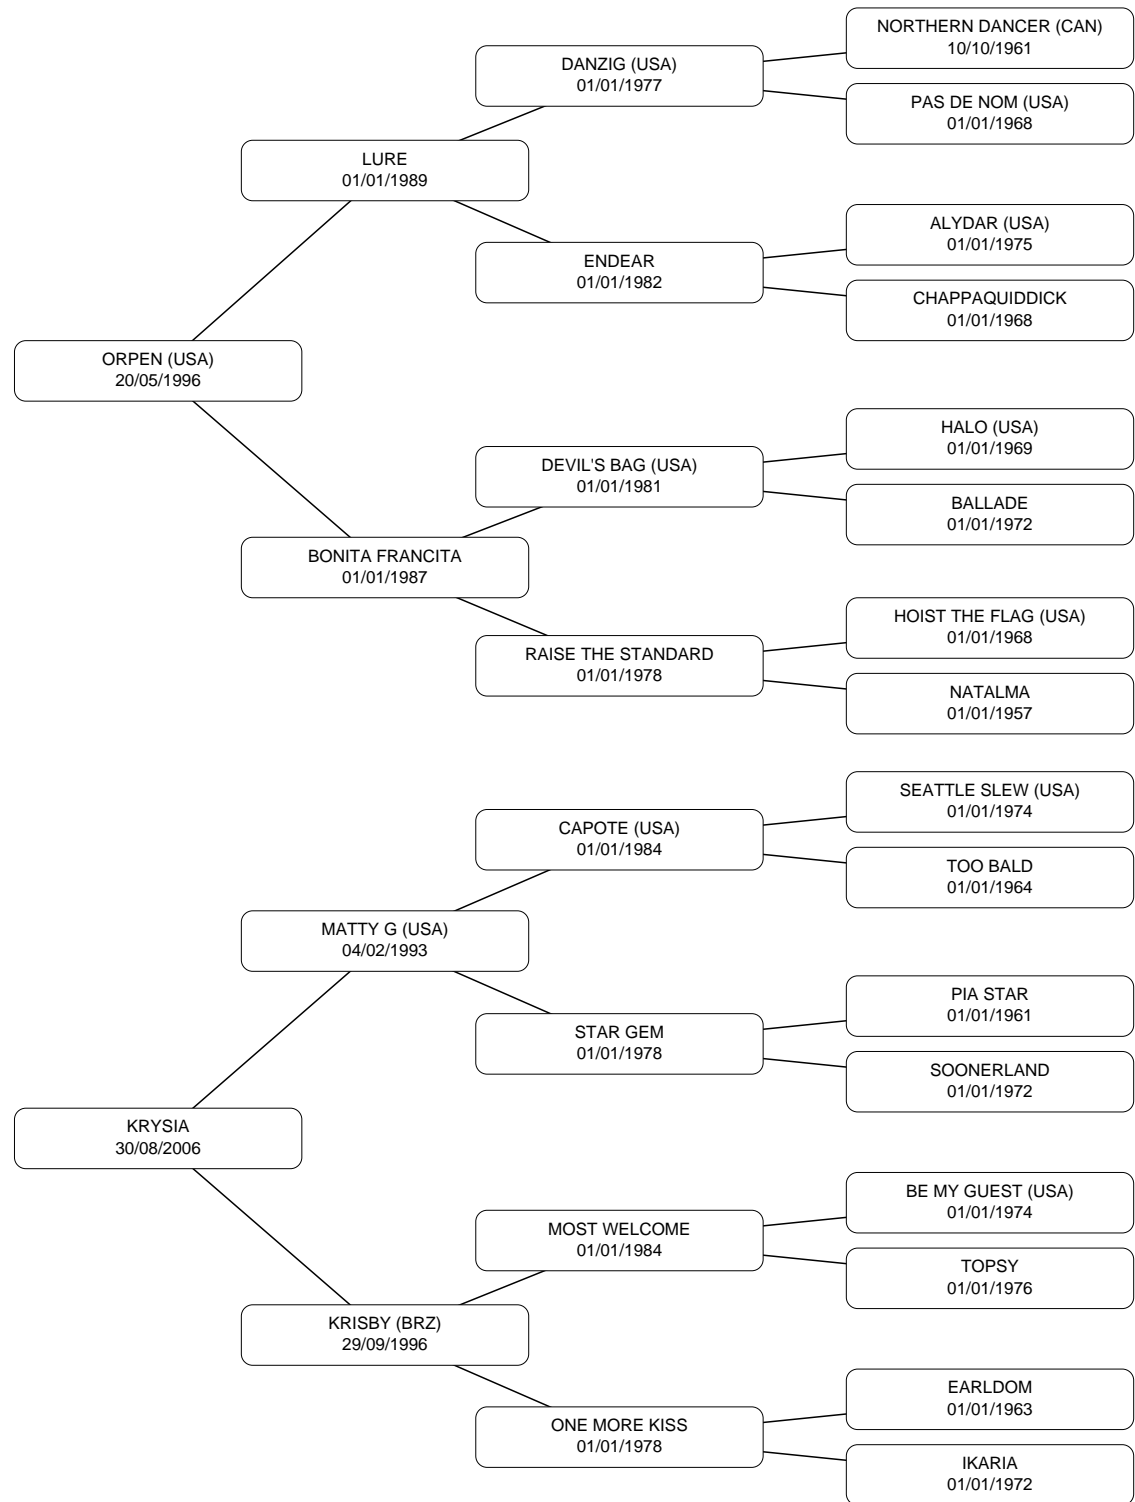 NORTHERN DANCER (CAN)
10/10/1961
DANZIG (USA)
01/01/1977
PAS DE NOM (USA)
01/01/1968
LURE
01/01/1989
ALYDAR (USA)
01/01/1975
ENDEAR
01/01/1982
CHAPPAQUIDDICK
01/01/1968
ORPEN (USA)
20/05/1996
HALO (USA)
01/01/1969
DEVIL'S BAG (USA)
01/01/1981
BALLADE
01/01/1972
BONITA FRANCITA
01/01/1987
HOIST THE FLAG (USA)
01/01/1968
RAISE THE STANDARD
01/01/1978
NATALMA
01/01/1957
SEATTLE SLEW (USA)
01/01/1974
CAPOTE (USA)
01/01/1984
TOO BALD
01/01/1964
MATTY G (USA)
04/02/1993
PIA STAR
01/01/1961
STAR GEM
01/01/1978
SOONERLAND
01/01/1972
KRYSIA
30/08/2006
BE MY GUEST (USA)
01/01/1974
MOST WELCOME
01/01/1984
TOPSY
01/01/1976
KRISBY (BRZ)
29/09/1996
EARLDOM
01/01/1963
ONE MORE KISS
01/01/1978
IKARIA
01/01/1972